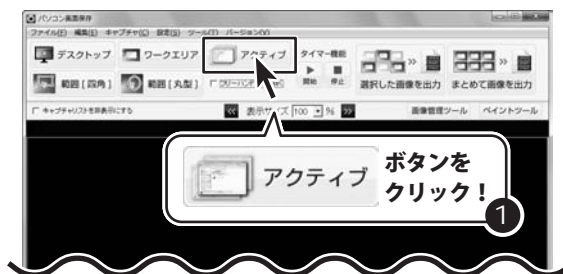 パソコン画面保存
ファイル(F) 編集(E) キャプチャ(C) 設定(S) ツール(T) バージョン(V)
デスクトップ ワークエリア アクティブ タイマー機能
範囲 [ 四角 ] 範囲 [ 丸型 ] 開始 停止 選択した画像を出力 まとめて画像を出力
キャプチャリストを非表示にする 表示サイズ 100 % 画像管理ツール ペイントツール
アクティブ ボタンを
クリック！
1